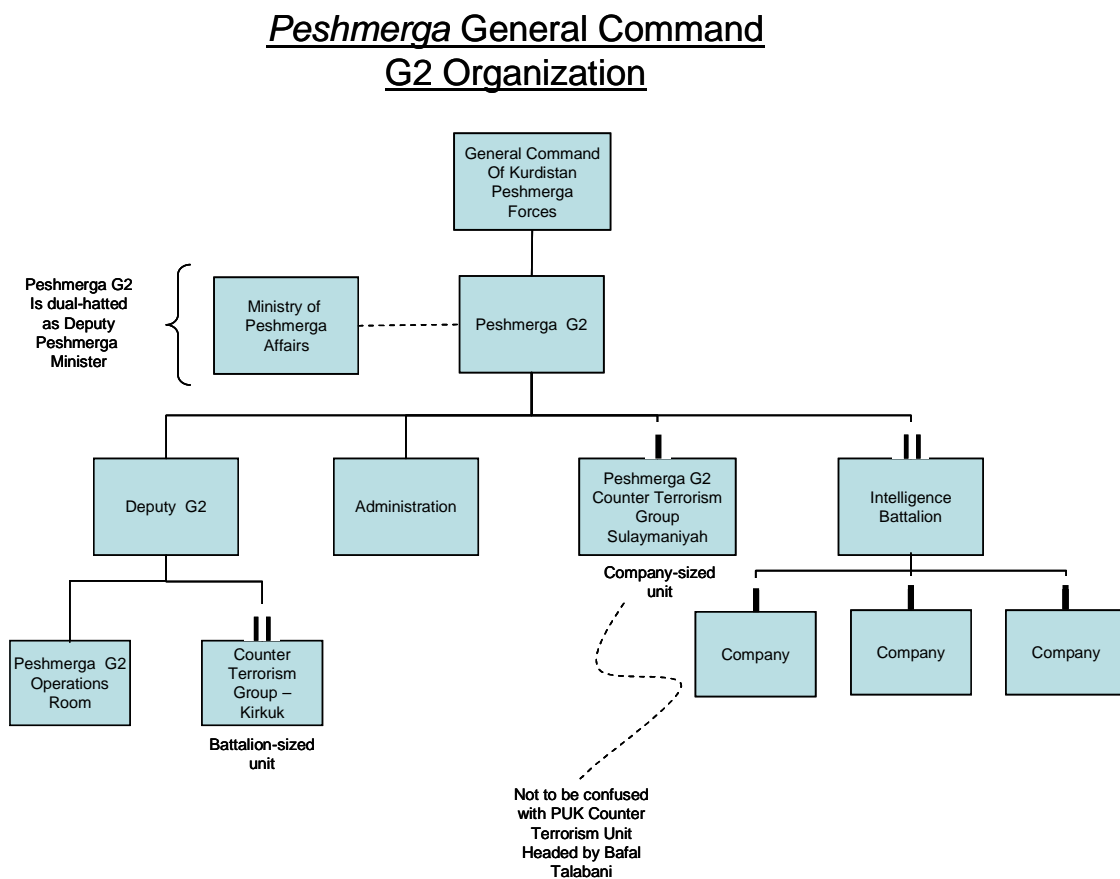 Peshmerga General Command
G2 Organization
General Command
Of Kurdistan
Peshmerga
Forces
Peshmerga G2
Is dual-hatted
as Deputy
Peshmerga
Minister
Ministry of
Peshmerga
Affairs
Peshmerga G2
Deputy G2
Administration
Peshmerga G2
Counter Terrorism
Group
Sulaymaniyah
Intelligence
Battalion
Company-sized
unit
Peshmerga G2
Operations
Room
Counter
Terrorism
Group –
Kirkuk
Battalion-sized
unit
Company
Company
Company
Not to be confused
with PUK Counter
Terrorism Unit
Headed by Bafal
Talabani